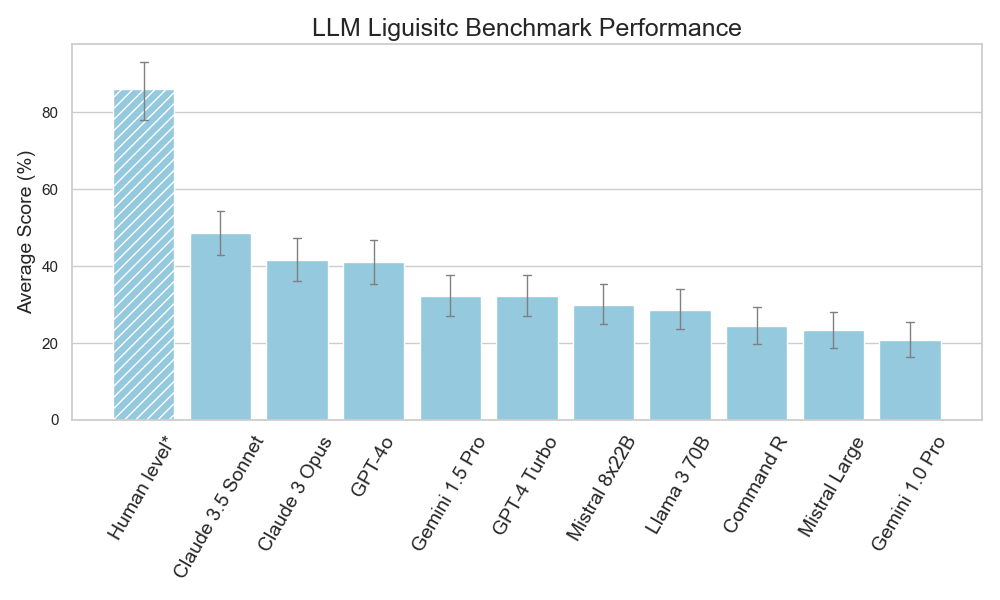 LLM Liguisitc Benchmark Performance
Average Score (%)
80
60
40
20
0
Human level*
Claude 3.5 Sonnet
Claude 3 Opus
GPT-4o
Gemini 1.5 Pro
GPT-4 Turbo
Mistral 8x22B
Llama 3 70B
Command R
Mistral Large
Gemini 1.0 Pro